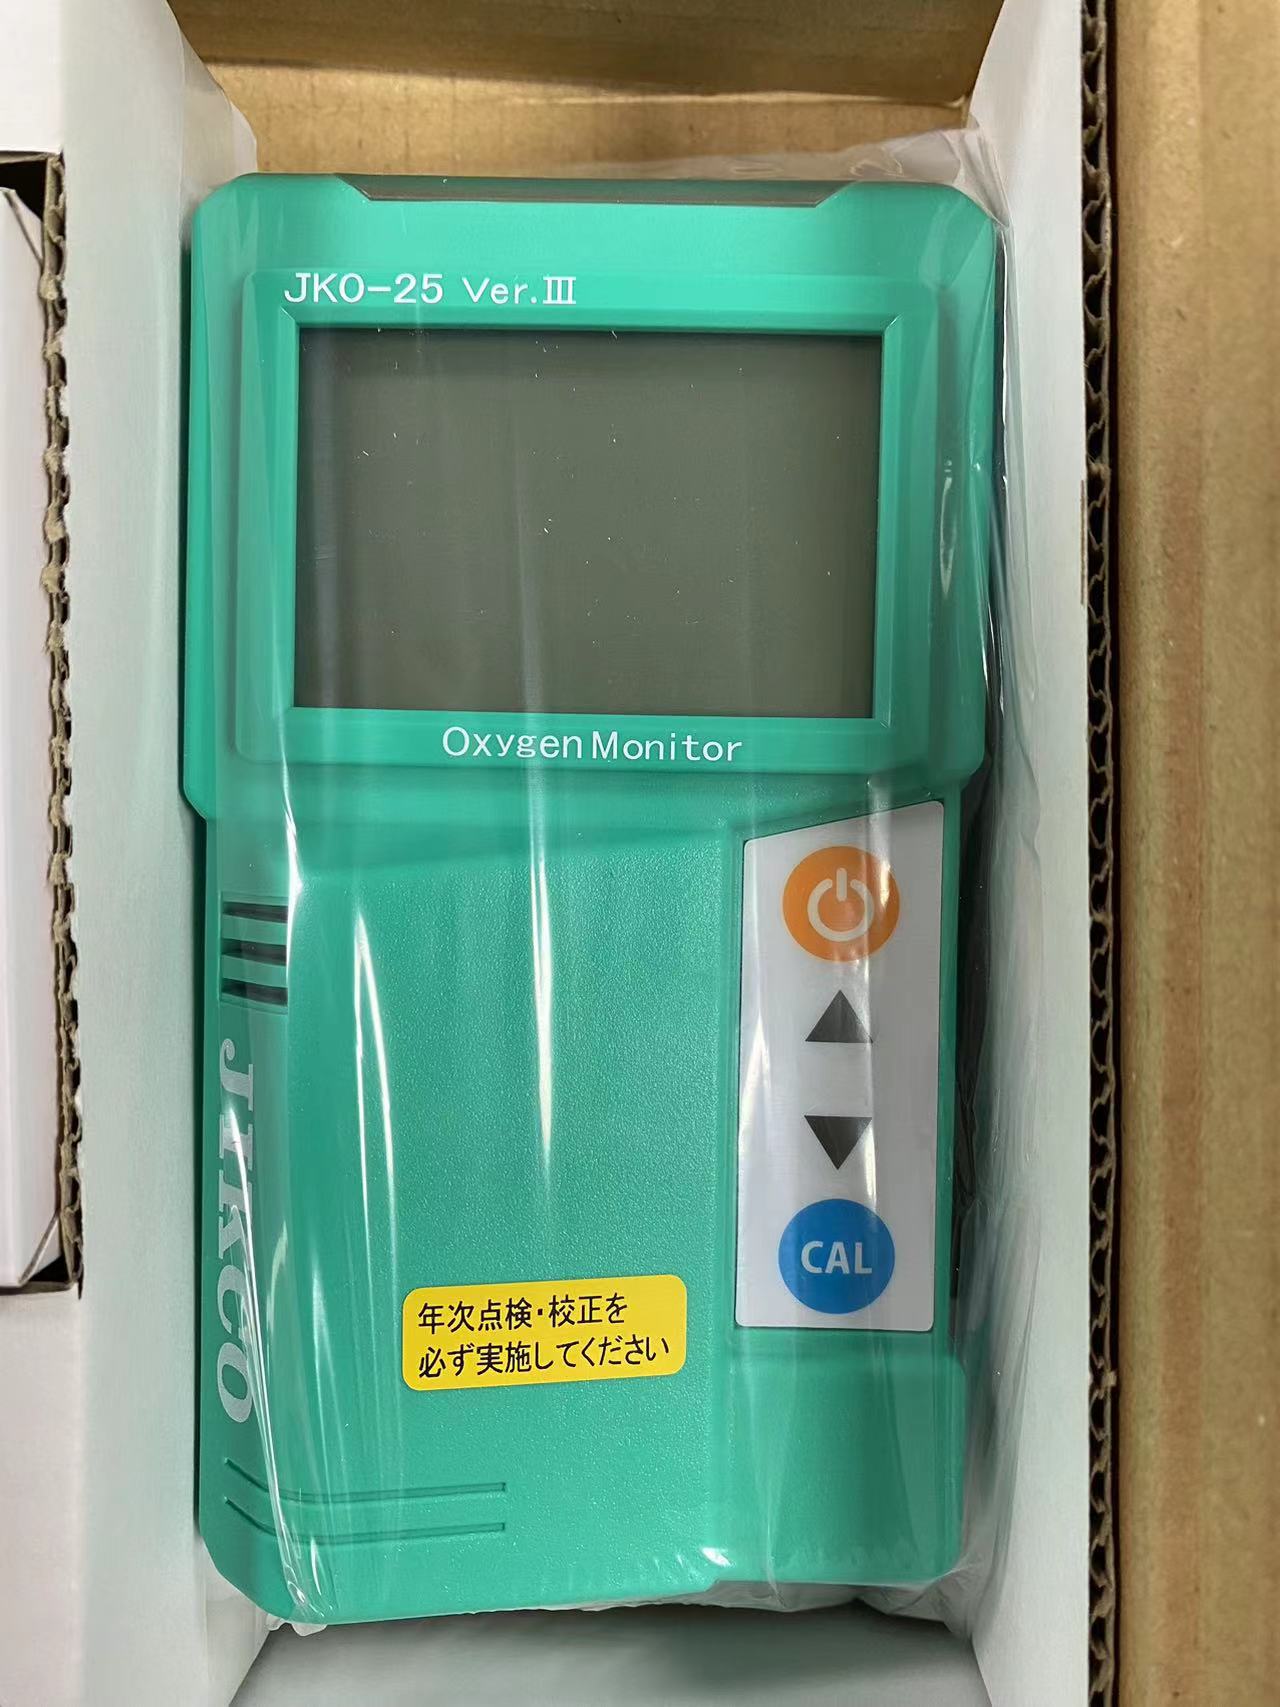 JKO-25 Ver.Ⅲ
Oxygen Monitor
CAL
JIKCO
年次点検・校正を
必ず実施してください